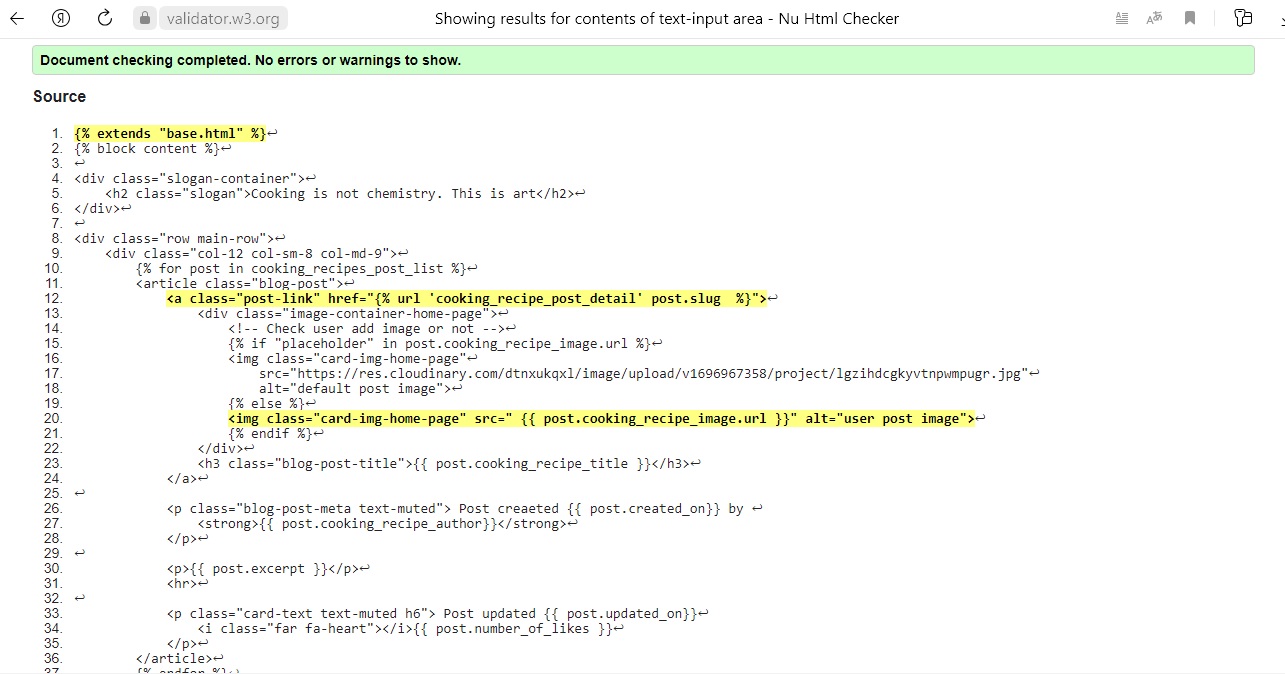 validator.w3.org Showing results for contents of text-input area - Nu Html Checker
Document checking completed. No errors or warnings to show.
Source
1. {% extends "base.html" %}↩
2. {% block content %}↩
3. ↩
4. <div class="slogan-container">↩
5. <h2 class="slogan">Cooking is not chemistry. This is art</h2>↩
6. </div>↩
7. ↩
8. <div class="row main-row">↩
9. <div class="col-12 col-sm-8 col-md-9">↩
10. {% for post in cooking_recipes_post_list %}↩
11. <article class="blog-post">↩
12. <a class="post-link" href="{% url 'cooking_recipe_post_detail' post.slug  %}">↩
13. <div class="image-container-home-page">↩
14. <!-- Check user add image or not -->↩
15. {% if "placeholder" in post.cooking_recipe_image.url %}↩
16. <img class="card-img-home-page"↩
17. src="https://res.cloudinary.com/dtnxukqxl/image/upload/v1696967358/project/lgzihdcgkyvtnpwmpugr.jpg"↩
18. alt="default post image">↩
19. {% else %}↩
20. <img class="card-img-home-page" src=" {{ post.cooking_recipe_image.url }}" alt="user post image">↩
21. {% endif %}↩
22. </div>↩
23. <h3 class="blog-post-title">{{ post.cooking_recipe_title }}</h3>↩
24. </a>↩
25. ↩
26. <p class="blog-post-meta text-muted"> Post creaeted {{ post.created_on}} by ↩
27. <strong>{{ post.cooking_recipe_author}}</strong>↩
28. </p>↩
29. ↩
30. <p>{{ post.excerpt }}</p>↩
31. <hr>↩
32. ↩
33. <p class="card-text text-muted h6"> Post updated {{ post.updated_on}}↩
34. <i class="far fa-heart"></i>{{ post.number_of_likes }}↩
35. </p>↩
36. </article>↩
37. {% endfor %}↩